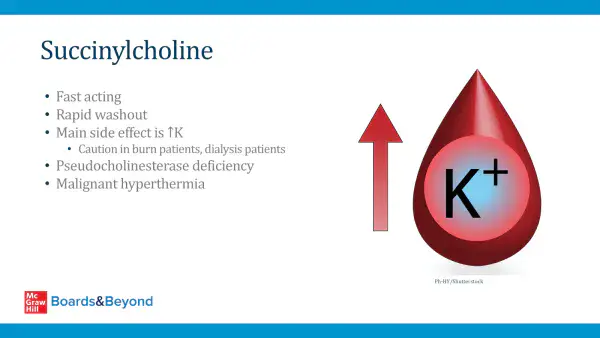 Succinylcholine
• Fast acting
• Rapid washout
• Main side effect is ↑K
• Caution in burn patients, dialysis patients
• Pseudocholinesterase deficiency
• Malignant hyperthermia
K+
Ph-HY/Shutterstock
Mc
Graw
Hill
Boards&Beyond